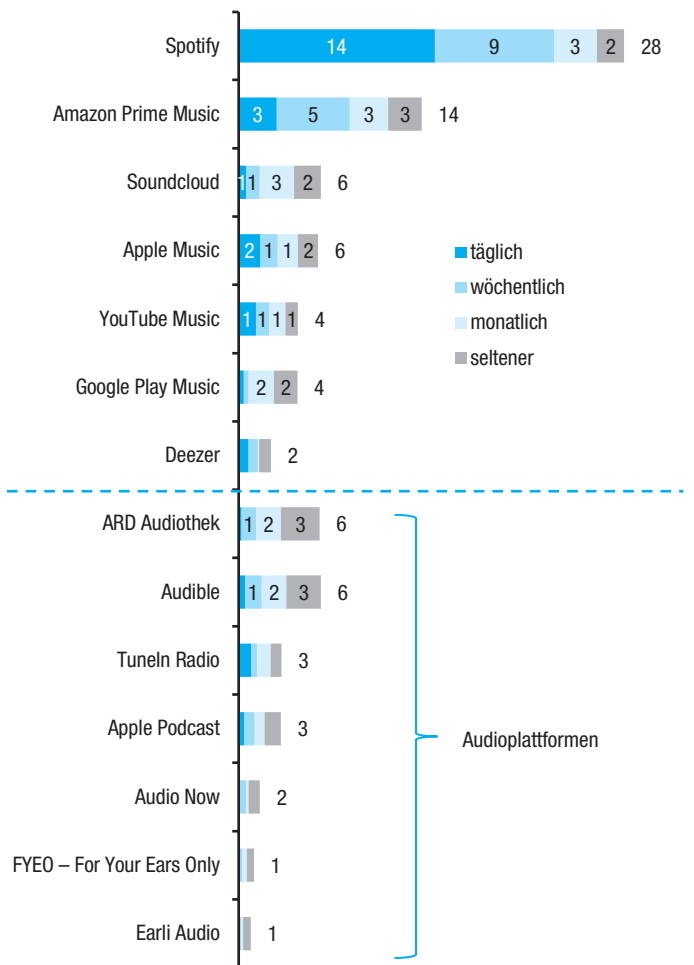 Spotify 14 9 3 2 28
Amazon Prime Music 3 5 3 3 14
Soundcloud 1 1 3 2 6
Apple Music 2 1 1 2 6
YouTube Music 1 1 1 1 4
Google Play Music 2 2 4
Deezer 2
täglich
wöchentlich
monatlich
seltener
ARD Audiothek 1 2 3 6
Audible 1 2 3 6
TuneIn Radio 3
Apple Podcast 3
Audio Now 2
FYEO – For Your Ears Only 1
Earli Audio 1
Audioplattformen